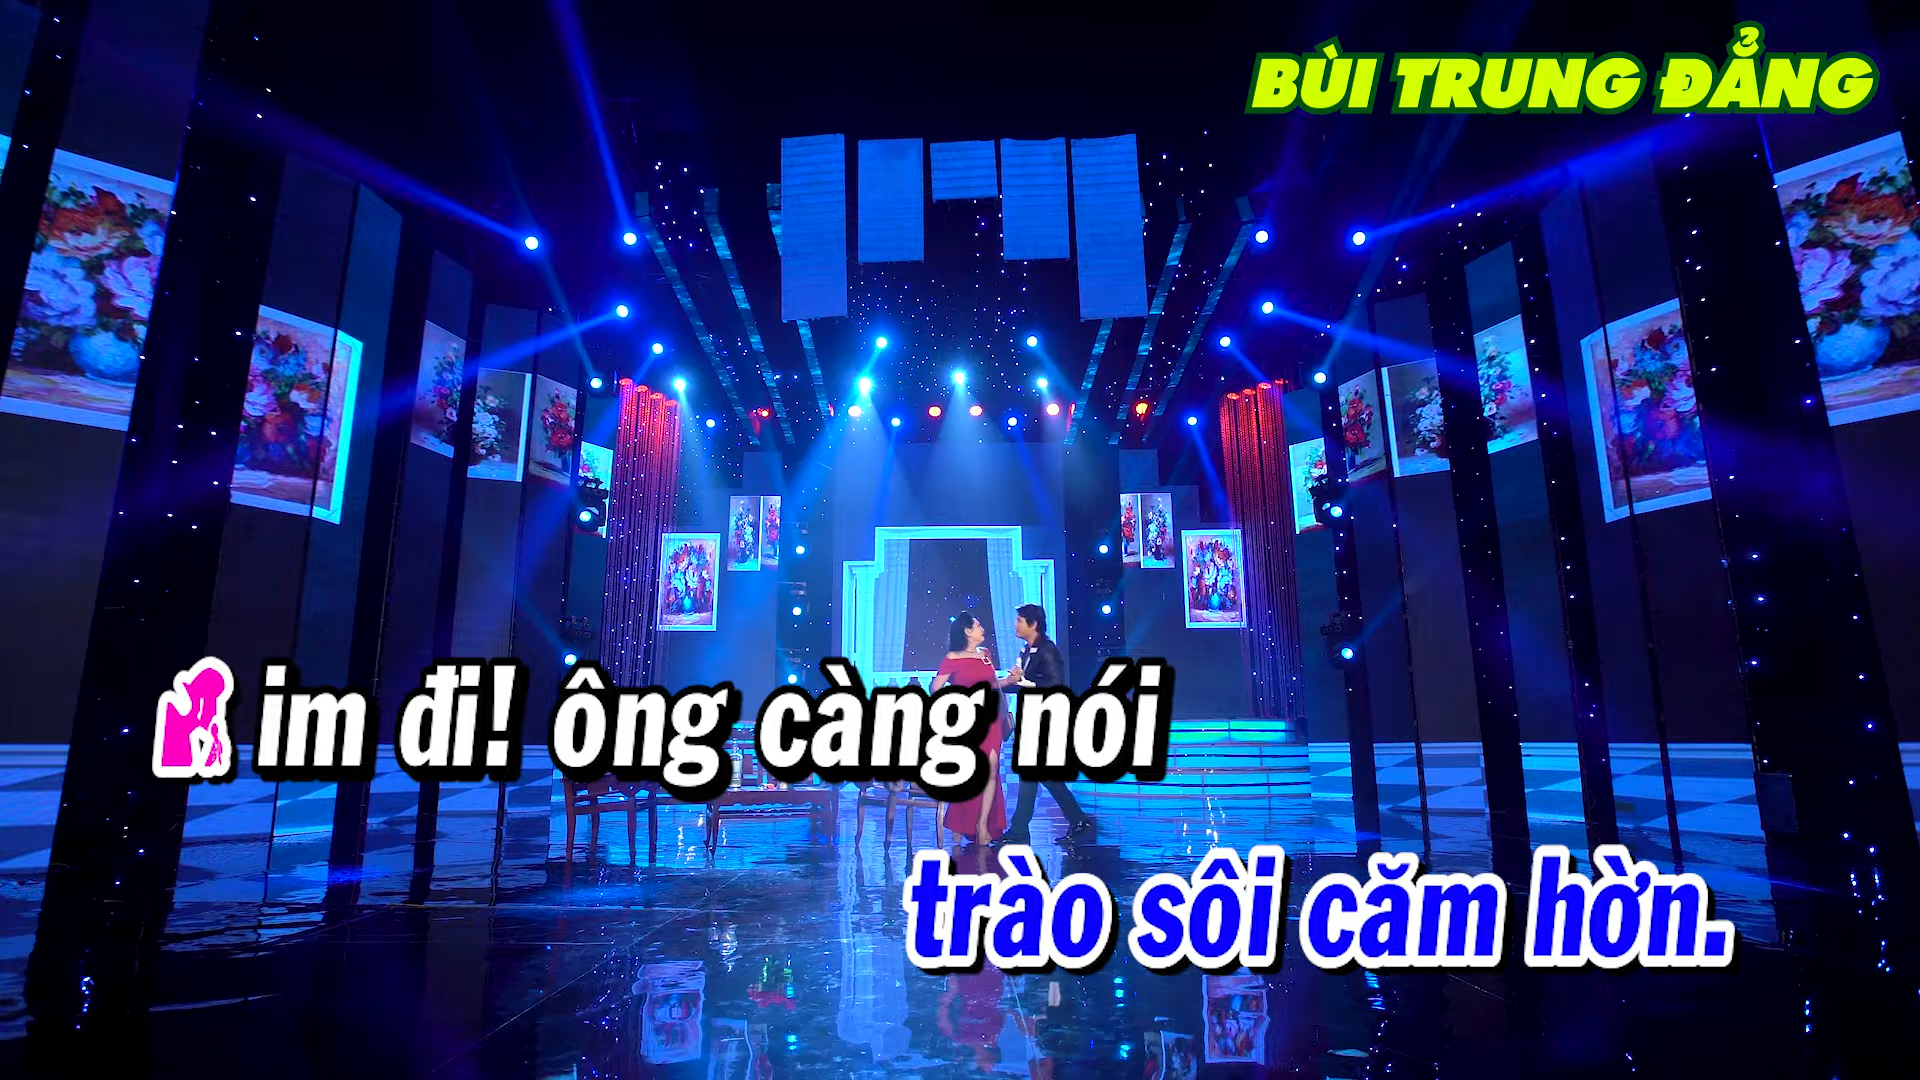 BÙI TRUNG ĐẲNG
im đi! ông càng nói
trào sôi căm hờn.